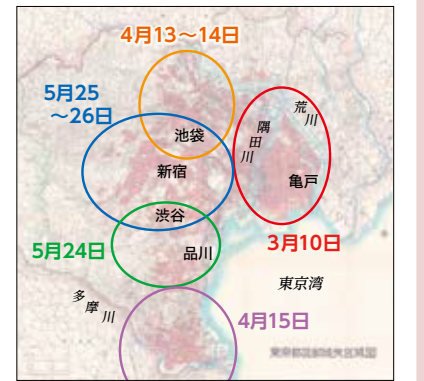 4月13〜14日
5月25
〜26日
池袋
荒川
隅田川
新宿
亀戸
渋谷
5月24日
品川
3月10日
東京湾
多摩川
4月15日